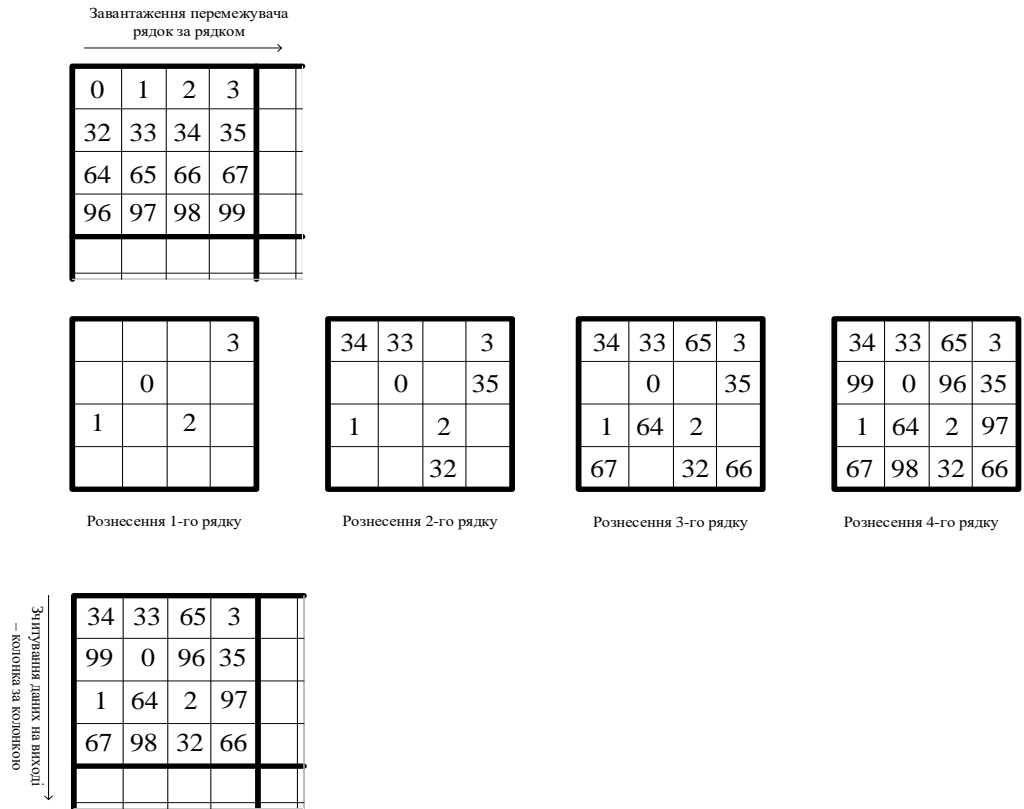 Завантаження перемежувача
рядок за рядком
0 1 2 3
32 33 34 35
64 65 66 67
96 97 98 99
3
0
1 2
Рознесення 1-го рядку
34 33 3
0 35
1 2
32
Рознесення 2-го рядку
34 33 65 3
0 35
1 64 2
67 32 66
Рознесення 3-го рядку
34 33 65 3
99 0 96 35
1 64 2 97
67 98 32 66
Рознесення 4-го рядку
Зчитування даних на виході
– колонка за колонкою
34 33 65 3
99 0 96 35
1 64 2 97
67 98 32 66